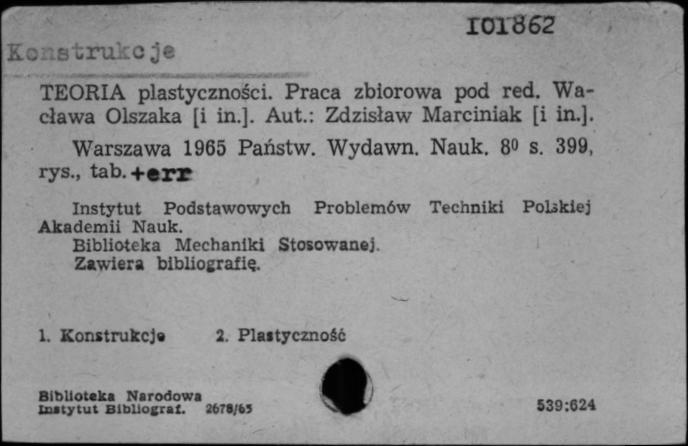 101862
Konstrukcje
TEORIA plastyczności. Praca zbiorowa pod red. Wa-
cława Olszaka [i in.]. Aut.: Zdzisław Marciniak [i in.].
Warszawa 1965 Państw. Wydawn. Nauk. 8⁰ s. 399,
rys., tab.+err
Instytut Podstawowych Problemów Techniki Polskiej
Akademii Nauk.
Biblioteka Mechaniki Stosowanej.
Zawiera bibliografię.
1. Konstrukcje 2. Plastyczność
Biblioteka Narodowa
Instytut Bibliograf. 2678/65 539:624